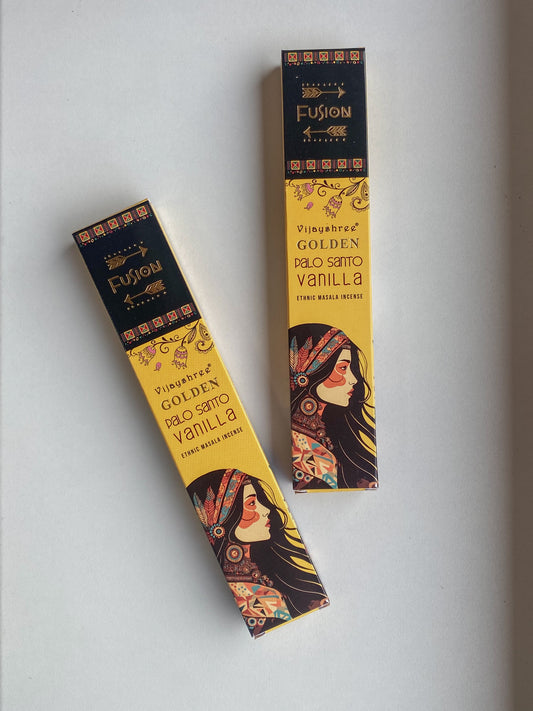 FUSION
Vijayshree®
GOLDEN
Palo Santo
Vanilla
ETHNIC MASALA INCENSE
FUSION
Vijayshree®
GOLDEN
Palo Santo
Vanilla
ETHNIC MASALA INCENSE